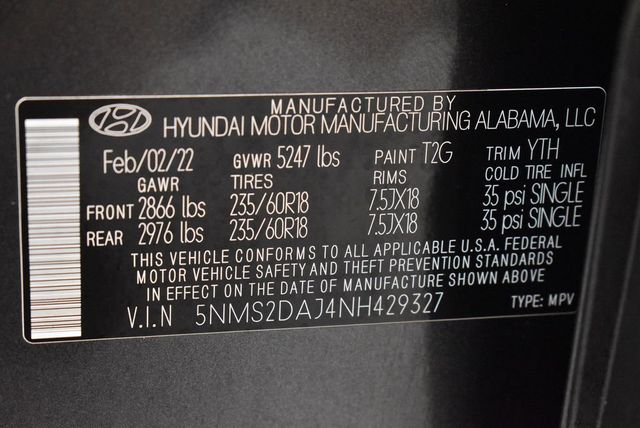 MANUFACTURED BY
HYUNDAI MOTOR MANUFACTURING ALABAMA, LLC
Feb/02/22 GVWR 5247 lbs PAINT T2G TRIM YTH
GAWR TIRES RIMS COLD TIRE INFL
FRONT 2866 lbs 235/60R18 7.5JX18 35 psi SINGLE
REAR 2976 lbs 235/60R18 7.5JX18 35 psi SINGLE
THIS VEHICLE CONFORMS TO ALL APPLICABLE U.S.A. FEDERAL
MOTOR VEHICLE SAFETY AND THEFT PREVENTION STANDARDS
IN EFFECT ON THE DATE OF MANUFACTURE SHOWN ABOVE
V.I.N 5NMS2DAJ4NH429327 TYPE: MPV